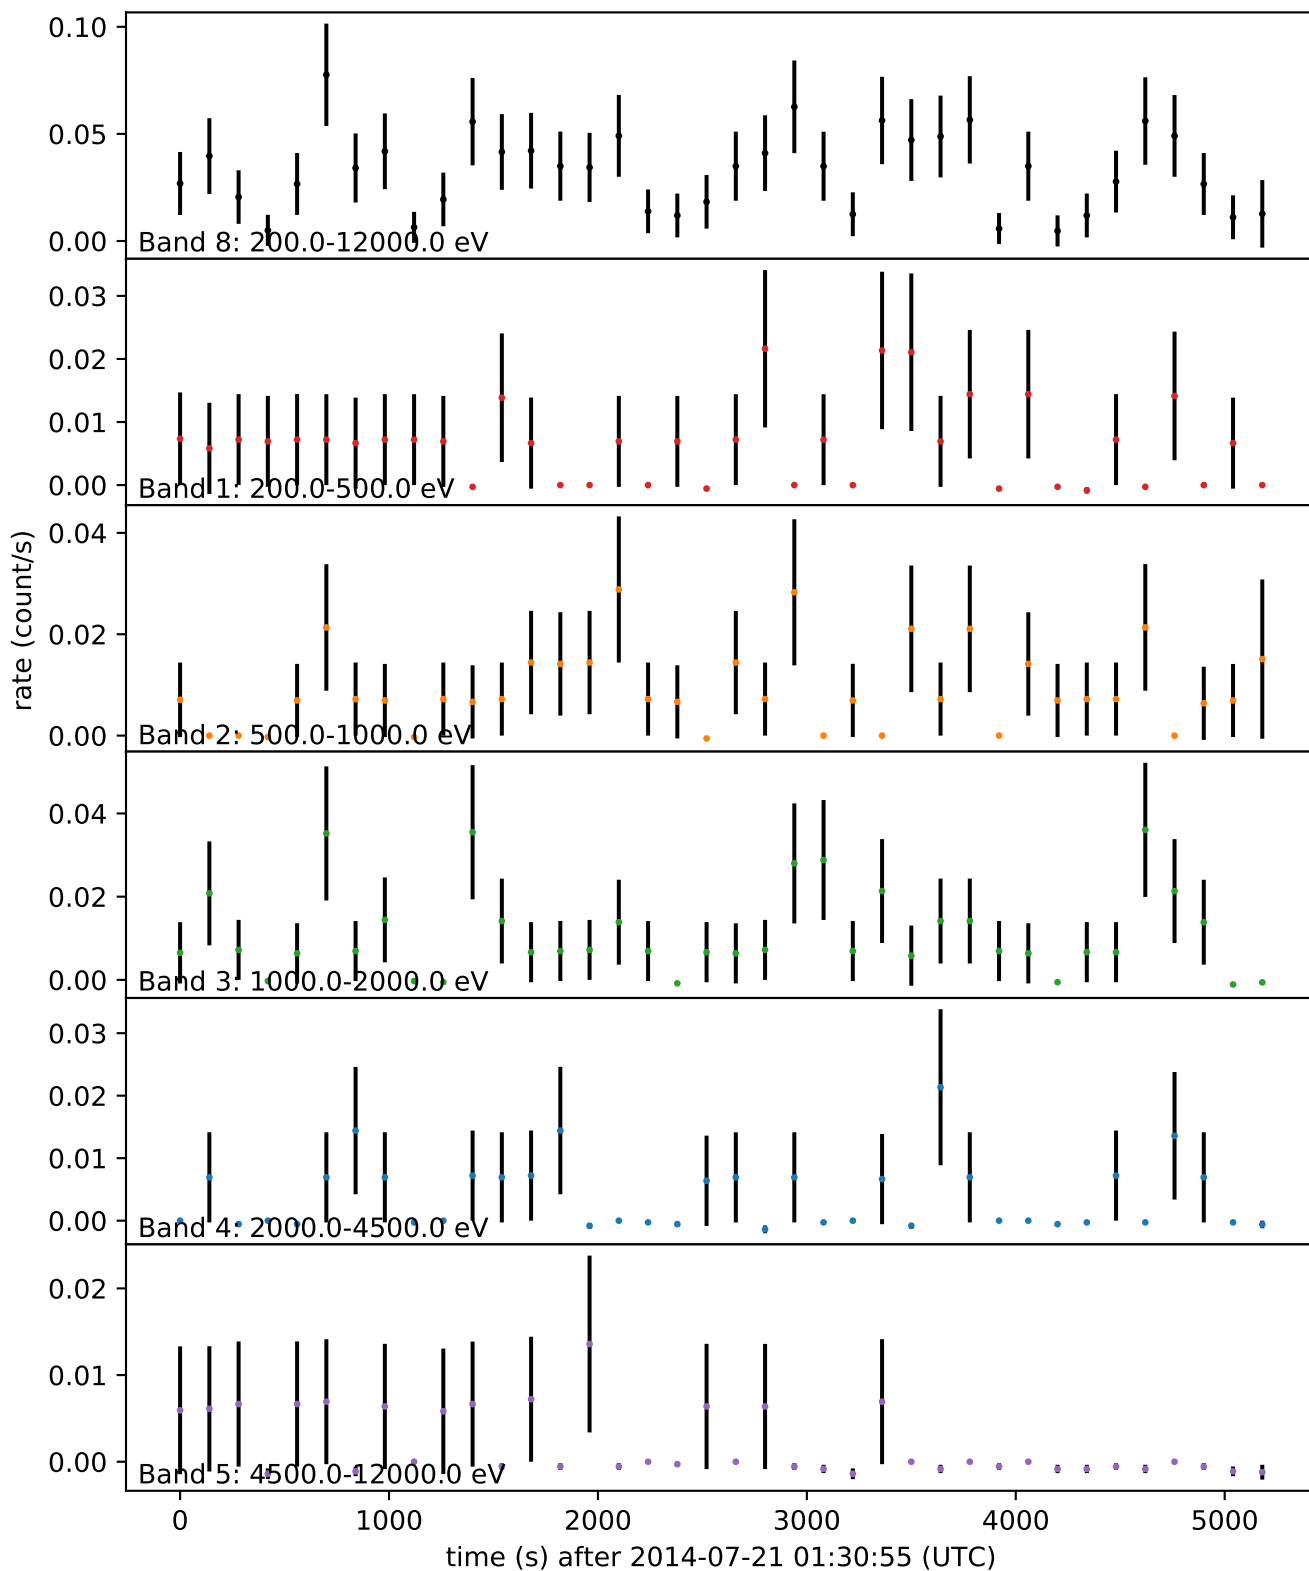 0.10
0.05
0.00
Band 8: 200.0-12000.0 eV
0.03
0.02
0.01
0.00
Band 1: 200.0-500.0 eV
0.04
0.02
0.00
Band 2: 500.0-1000.0 eV
rate (count/s)
0.04
0.02
0.00
Band 3: 1000.0-2000.0 eV
0.03
0.02
0.01
0.00
Band 4: 2000.0-4500.0 eV
0.02
0.01
0.00
Band 5: 4500.0-12000.0 eV
0 1000 2000 3000 4000 5000
time (s) after 2014-07-21 01:30:55 (UTC)